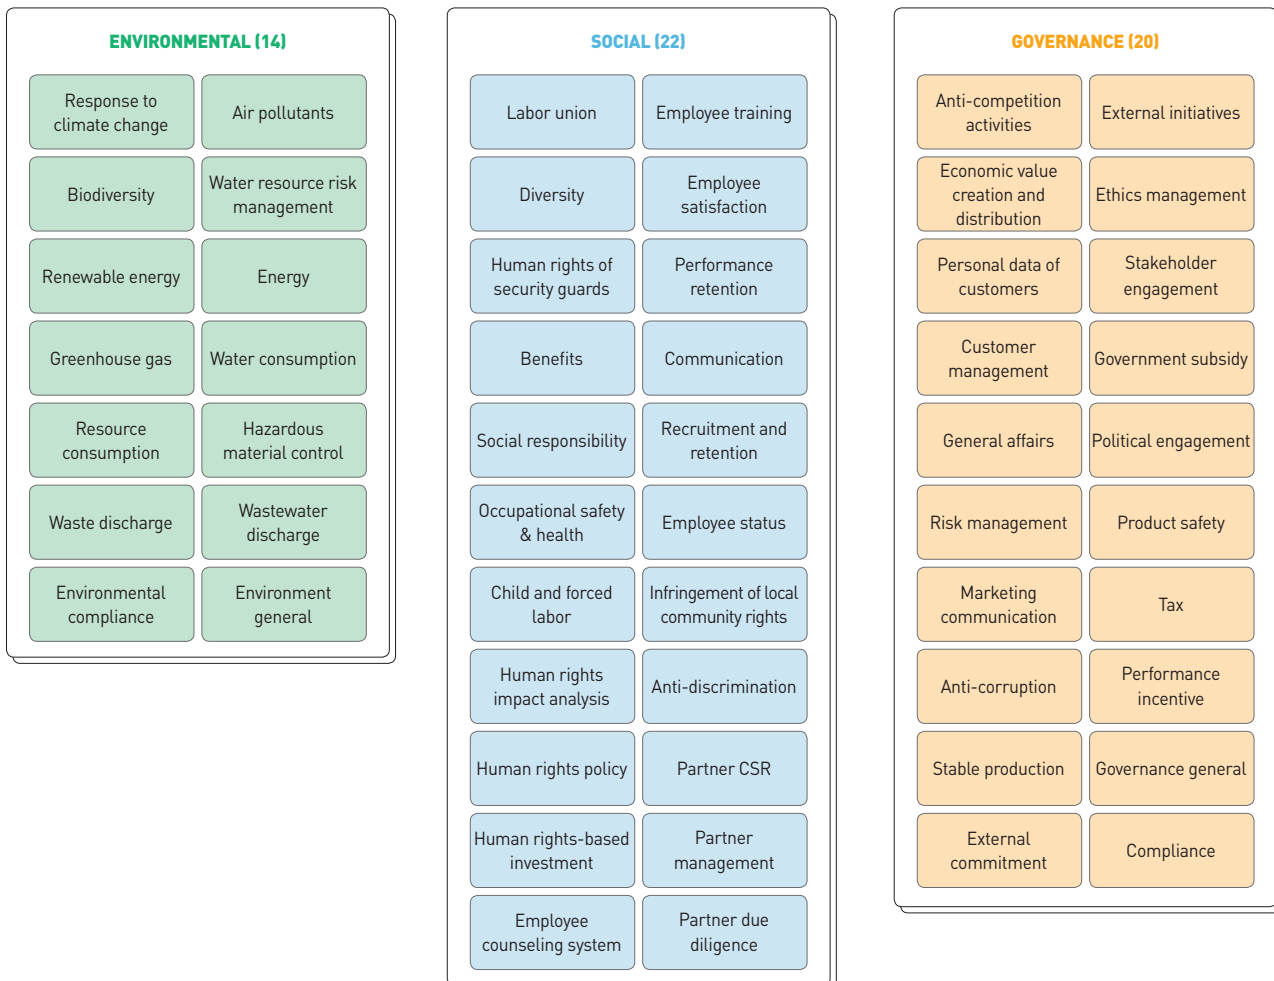 ENVIRONMENTAL (14)
Response to
climate change
Air pollutants
Biodiversity
Water resource risk
management
Renewable energy
Energy
Greenhouse gas
Water consumption
Resource
consumption
Hazardous
material control
Waste discharge
Wastewater
discharge
Environmental
compliance
Environment
general
SOCIAL (22)
Labor union
Employee training
Diversity
Employee
satisfaction
Human rights of
security guards
Performance
retention
Benefits
Communication
Social responsibility
Recruitment and
retention
Occupational safety
& health
Employee status
Child and forced
labor
Infringement of local
community rights
Human rights
impact analysis
Anti-discrimination
Human rights policy
Partner CSR
Human rights-based
investment
Partner
management
Employee
counseling system
Partner due
diligence
GOVERNANCE (20)
Anti-competition
activities
External initiatives
Economic value
creation and
distribution
Ethics management
Personal data of
customers
Stakeholder
engagement
Customer
management
Government subsidy
General affairs
Political engagement
Risk management
Product safety
Marketing
communication
Tax
Anti-corruption
Performance
incentive
Stable production
Governance general
External
commitment
Compliance